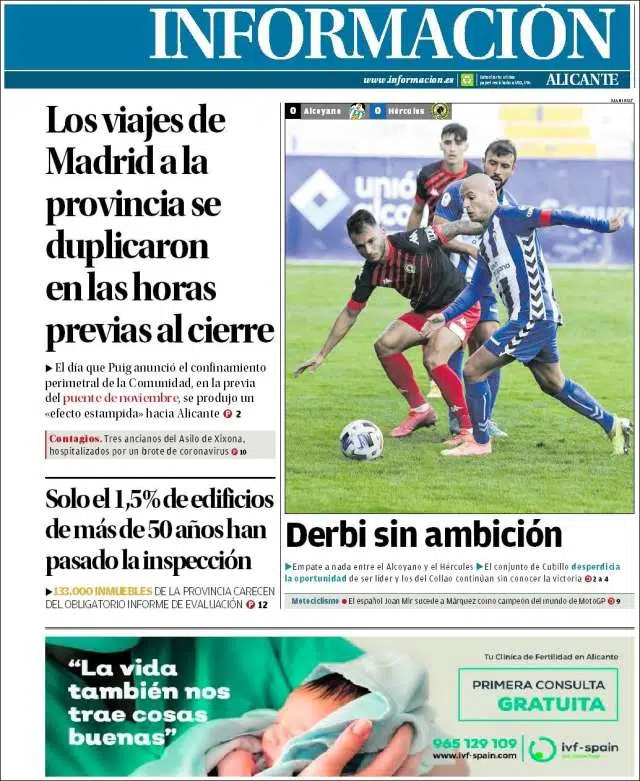 INFORMACIÓN
www.informacion.es
ALICANTE
Los viajes de
Madrid a la
provincia se
duplicaron
en las horas
previas al cierre
▶ El día que Puig anunció el confinamiento
perimetral de la Comunidad, en la previa
del puente de noviembre, se produjo un
«efecto estampida» hacia Alicante P 2
Contagios. Tres ancianos del Asilo de Xixona,
hospitalizados por un brote de coronavirus P 10
Solo el 1,5% de edificios
de más de 50 años han
pasado la inspección
▶133.000 INMUEBLES DE LA PROVINCIA CARECEN
DEL OBLIGATORIO INFORME DE EVALUACIÓN P 12
0 Alcoyano 0 Hércules
unión
alcoyana
Seguros
Derbi sin ambición
▶Empate a nada entre el Alcoyano y el Hércules ▶El conjunto de Cubillo desperdicia
la oportunidad de ser líder y los del Collao continúan sin conocer la victoria D 2 a 4
Motociclismo ● El español Joan Mir sucede a Márquez como campeón del mundo de MotoGP D 9
“La vida
también nos
trae cosas
buenas”
Tu Clínica de Fertilidad en Alicante
PRIMERA CONSULTA
GRATUITA
965 129 109
www.ivf-spain.com
ivf-spain